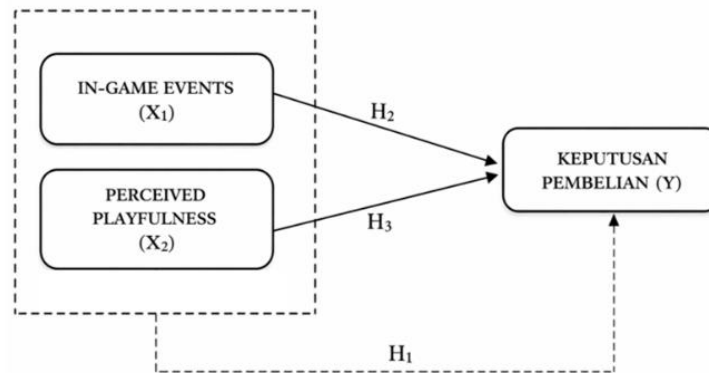 IN-GAME EVENTS
(X₁)
H₂
KEPUTUSAN
PEMBELIAN (Y)
PERCEIVED
PLAYFULNESS
(X₂)
H₃
H₁